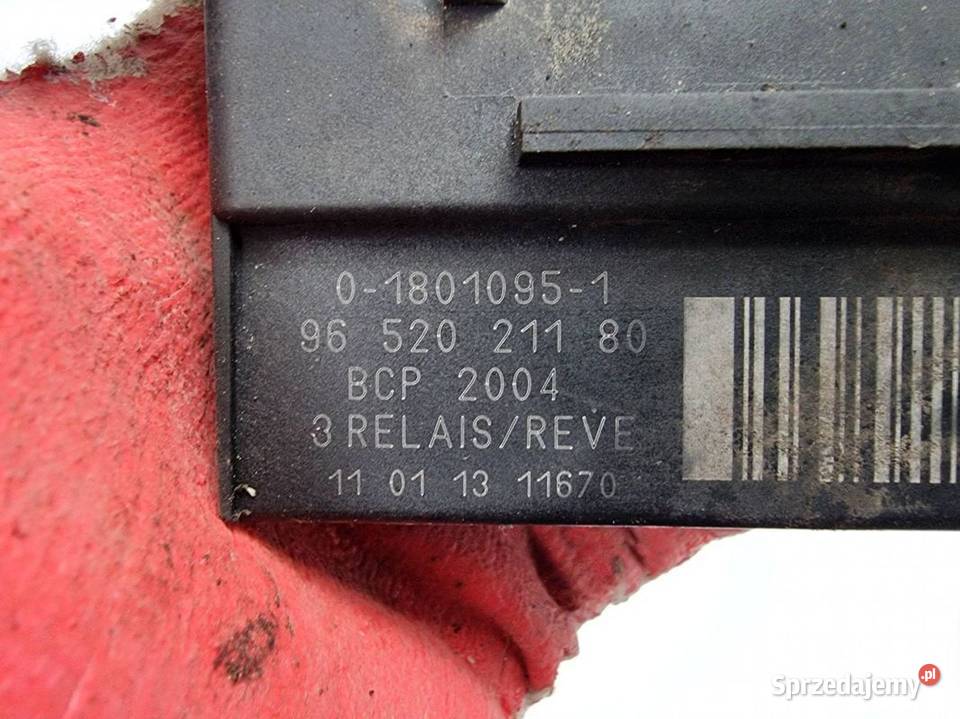 0-1801095-1
96 520 211 80
BCP 2004
3 RELAIS/REVE
11 01 13 11670
Sprzedajemy.pl